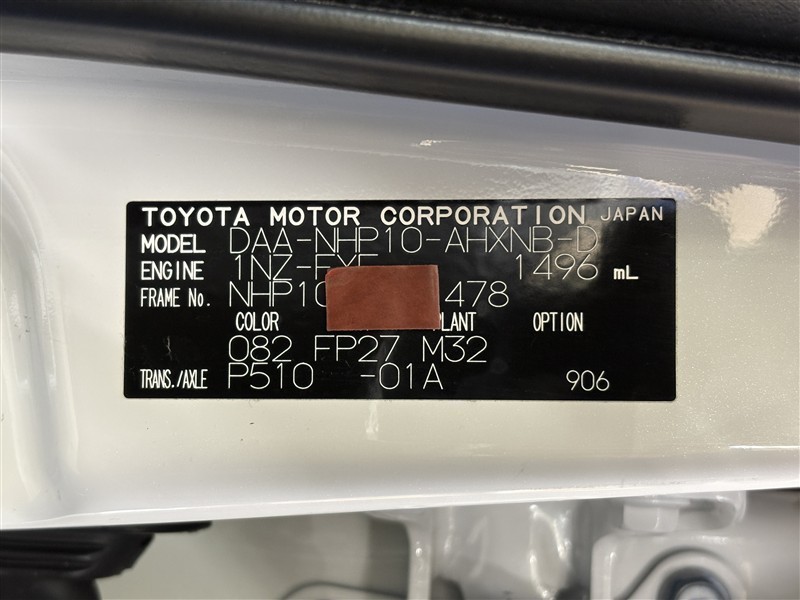 TOYOTA MOTOR CORPORATION JAPAN
MODEL DAA-NHP10-AHXNB-D
ENGINE 1NZ-FXE 1496 mL
FRAME No. NHP10 478
COLOR PLANT OPTION
082 FP27 M32
TRANS./AXLE P510 -01A 906